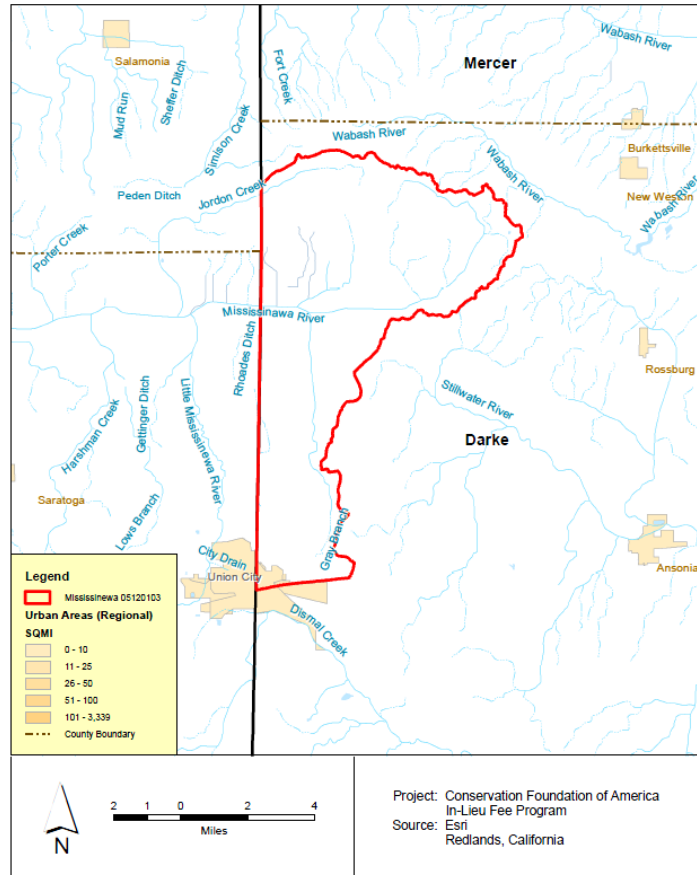 Wabash River
Salamonia
Fort Creek
Mercer
Mud Run
Sheffer Ditch
Simison Creek
Wabash River
Burkettsville
Wabash River
Peden Ditch
Jordon Creek
New Weston
Wabash River
Porter Creek
Mississinawa River
Rhoades Ditch
Rossburg
Little Mississinewa River
Gettinger Ditch
Stillwater River
Harshman Creek
Darke
Saratoga
Lows Branch
Gray Branch
City Drain
Union City
Ansonia
Dismal Creek
Legend
Mississinewa 05120103
Urban Areas (Regional)
SQMI
0 - 10
11 - 25
26 - 50
51 - 100
101 - 3,339
County Boundary
N
2 1 0 2 4
Miles
Project: Conservation Foundation of America
In-Lieu Fee Program
Source: Esri
Redlands, California